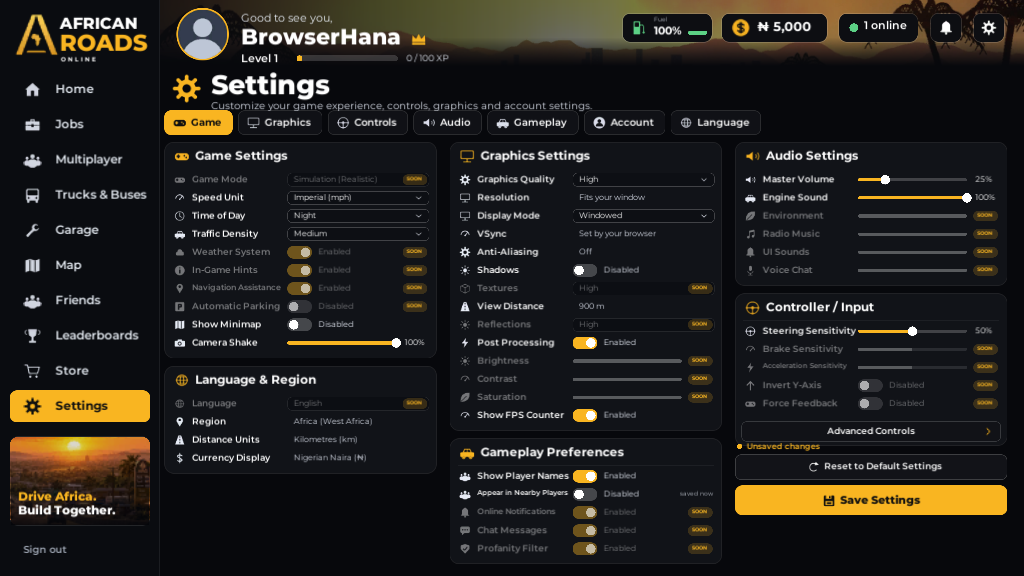 AFRICAN
ROADS
ONLINE
Home
Jobs
Multiplayer
Trucks & Buses
Garage
Map
Friends
Leaderboards
Store
Settings
Drive Africa.
Build Together.
Sign out
Good to see you,
BrowserHana
Level 1
0 / 100 XP
Fuel
100%
₦ 5,000
1 online
Settings
Customize your game experience, controls, graphics and account settings.
Game
Graphics
Controls
Audio
Gameplay
Account
Language
Game Settings
Game Mode Simulation (Realistic) SOON
Speed Unit Imperial (mph)
Time of Day Night
Traffic Density Medium
Weather System Enabled SOON
In-Game Hints Enabled SOON
Navigation Assistance Enabled SOON
Automatic Parking Disabled SOON
Show Minimap Disabled
Camera Shake 100%
Language & Region
Language English SOON
Region Africa (West Africa)
Distance Units Kilometres (km)
Currency Display Nigerian Naira (₦)
Graphics Settings
Graphics Quality High
Resolution Fits your window
Display Mode Windowed
VSync Set by your browser
Anti-Aliasing Off
Shadows Disabled
Textures High SOON
View Distance 900 m
Reflections High SOON
Post Processing Enabled
Brightness SOON
Contrast SOON
Saturation SOON
Show FPS Counter Enabled
Gameplay Preferences
Show Player Names Enabled
Appear in Nearby Players Disabled saved now
Online Notifications Enabled SOON
Chat Messages Enabled SOON
Profanity Filter Enabled SOON
Audio Settings
Master Volume 25%
Engine Sound 100%
Environment SOON
Radio Music SOON
UI Sounds SOON
Voice Chat SOON
Controller / Input
Steering Sensitivity 50%
Brake Sensitivity SOON
Acceleration Sensitivity SOON
Invert Y-Axis Disabled SOON
Force Feedback Disabled SOON
Advanced Controls
Unsaved changes
Reset to Default Settings
Save Settings